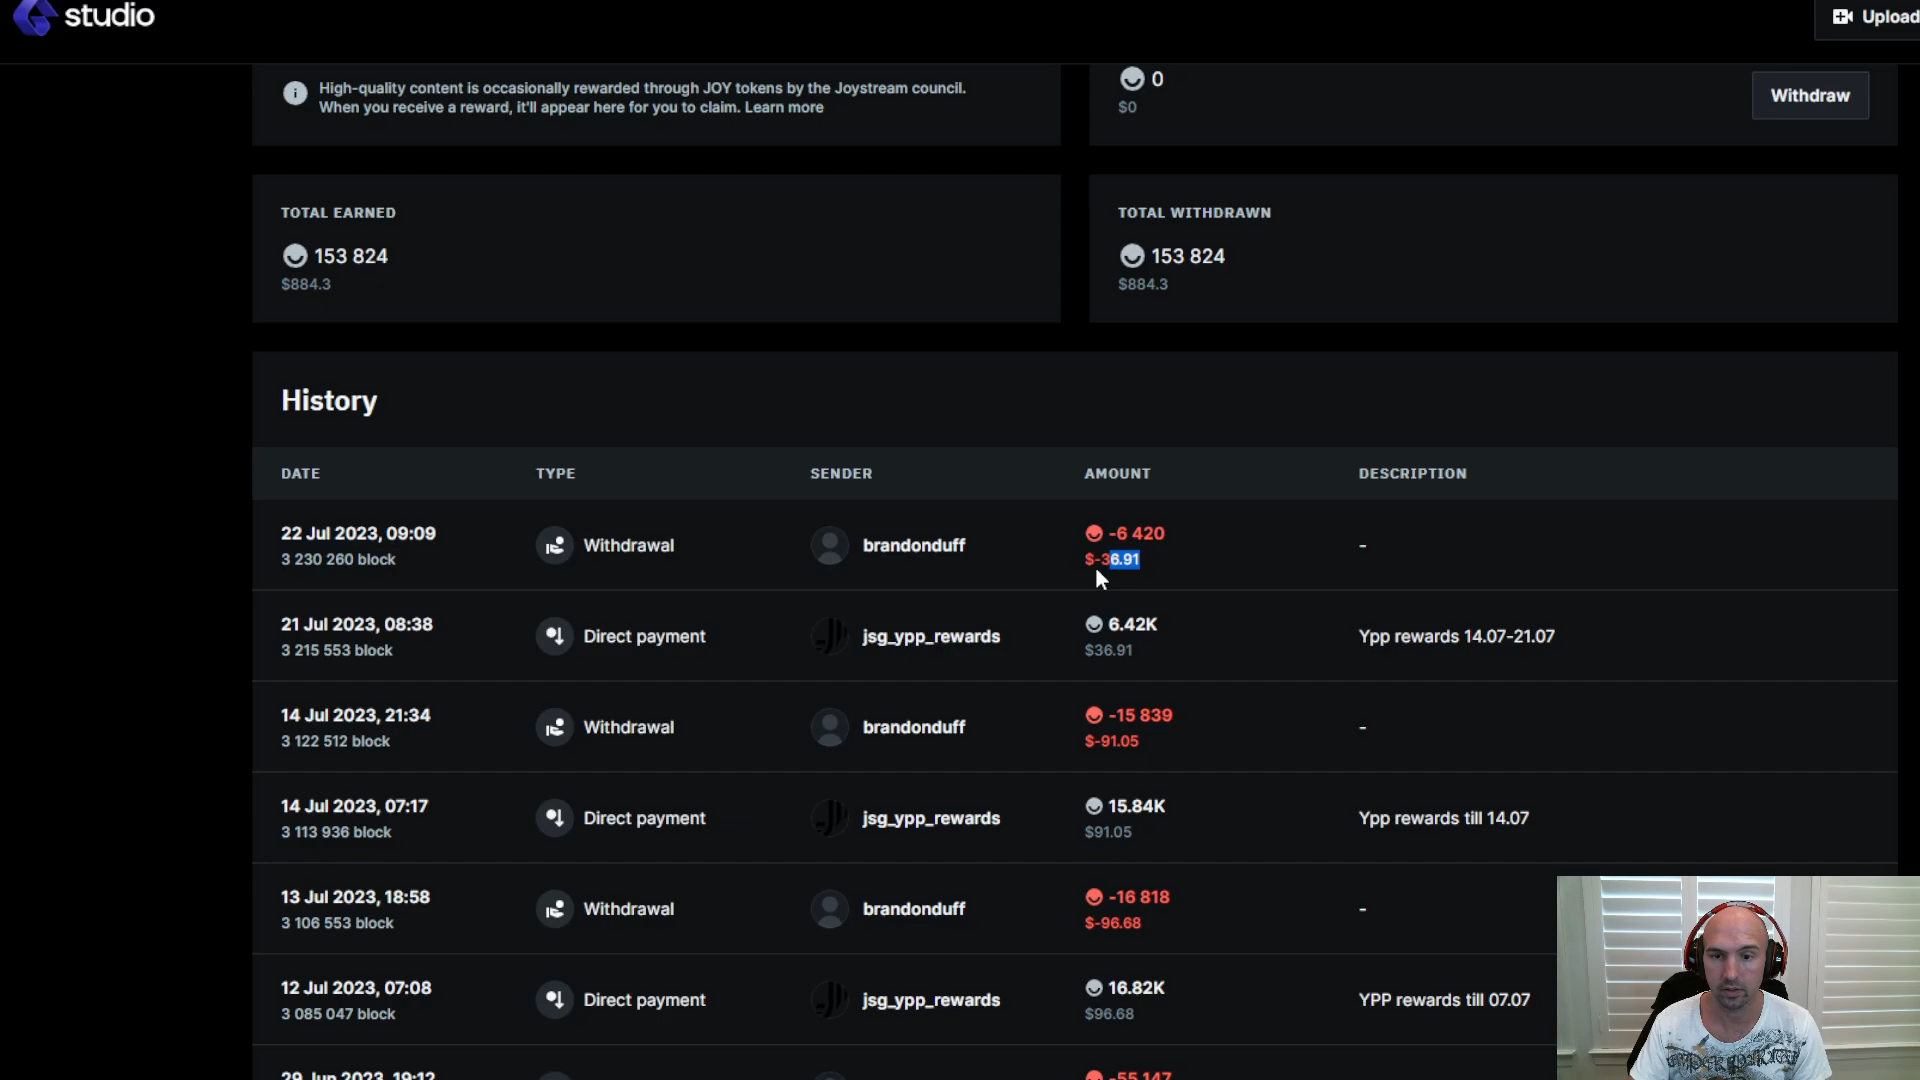 studio
Upload
High-quality content is occasionally rewarded through JOY tokens by the Joystream council.
When you receive a reward, it'll appear here for you to claim. Learn more
0
$0
Withdraw
TOTAL EARNED
153 824
$884.3
TOTAL WITHDRAWN
153 824
$884.3
History
DATE TYPE SENDER AMOUNT DESCRIPTION
22 Jul 2023, 09:09
3 230 260 block
Withdrawal
brandonduff
-6 420
$-36.91
-
21 Jul 2023, 08:38
3 215 553 block
Direct payment
jsg_ypp_rewards
6.42K
$36.91
Ypp rewards 14.07-21.07
14 Jul 2023, 21:34
3 122 512 block
Withdrawal
brandonduff
-15 839
$-91.05
-
14 Jul 2023, 07:17
3 113 936 block
Direct payment
jsg_ypp_rewards
15.84K
$91.05
Ypp rewards till 14.07
13 Jul 2023, 18:58
3 106 553 block
Withdrawal
brandonduff
-16 818
$-96.68
-
12 Jul 2023, 07:08
3 085 047 block
Direct payment
jsg_ypp_rewards
16.82K
$96.68
YPP rewards till 07.07
29 Jun 2023, 19:12
-55 147